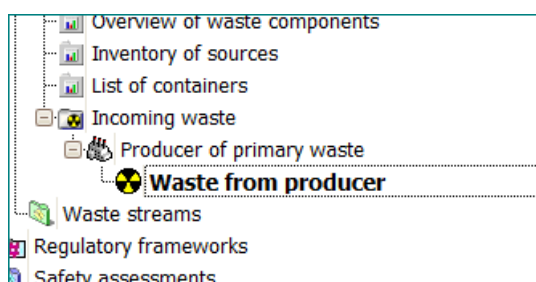 Overview of waste components
Inventory of sources
List of containers
Incoming waste
Producer of primary waste
Waste from producer
Waste streams
Regulatory frameworks
Safety assessments